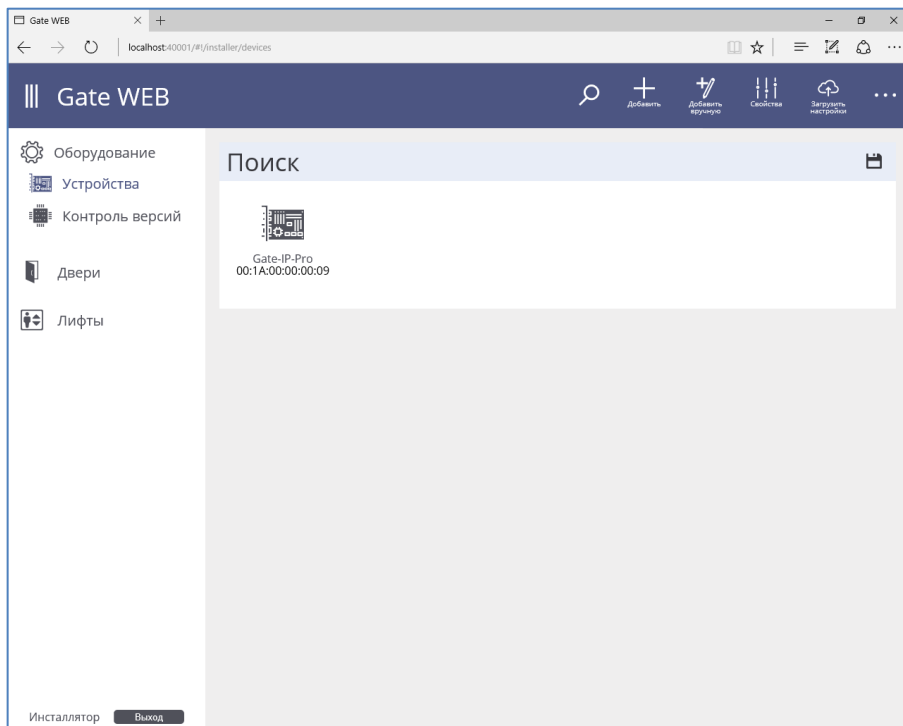 Gate WEB
localhost:40001/#!/installer/devices
Gate WEB
Добавить
Добавить вручную
Свойства
Загрузить настройки
Оборудование
Устройства
Контроль версий
Двери
Лифты
Поиск
Gate-IP-Pro
00:1A:00:00:00:09
Инсталлятор
Выход